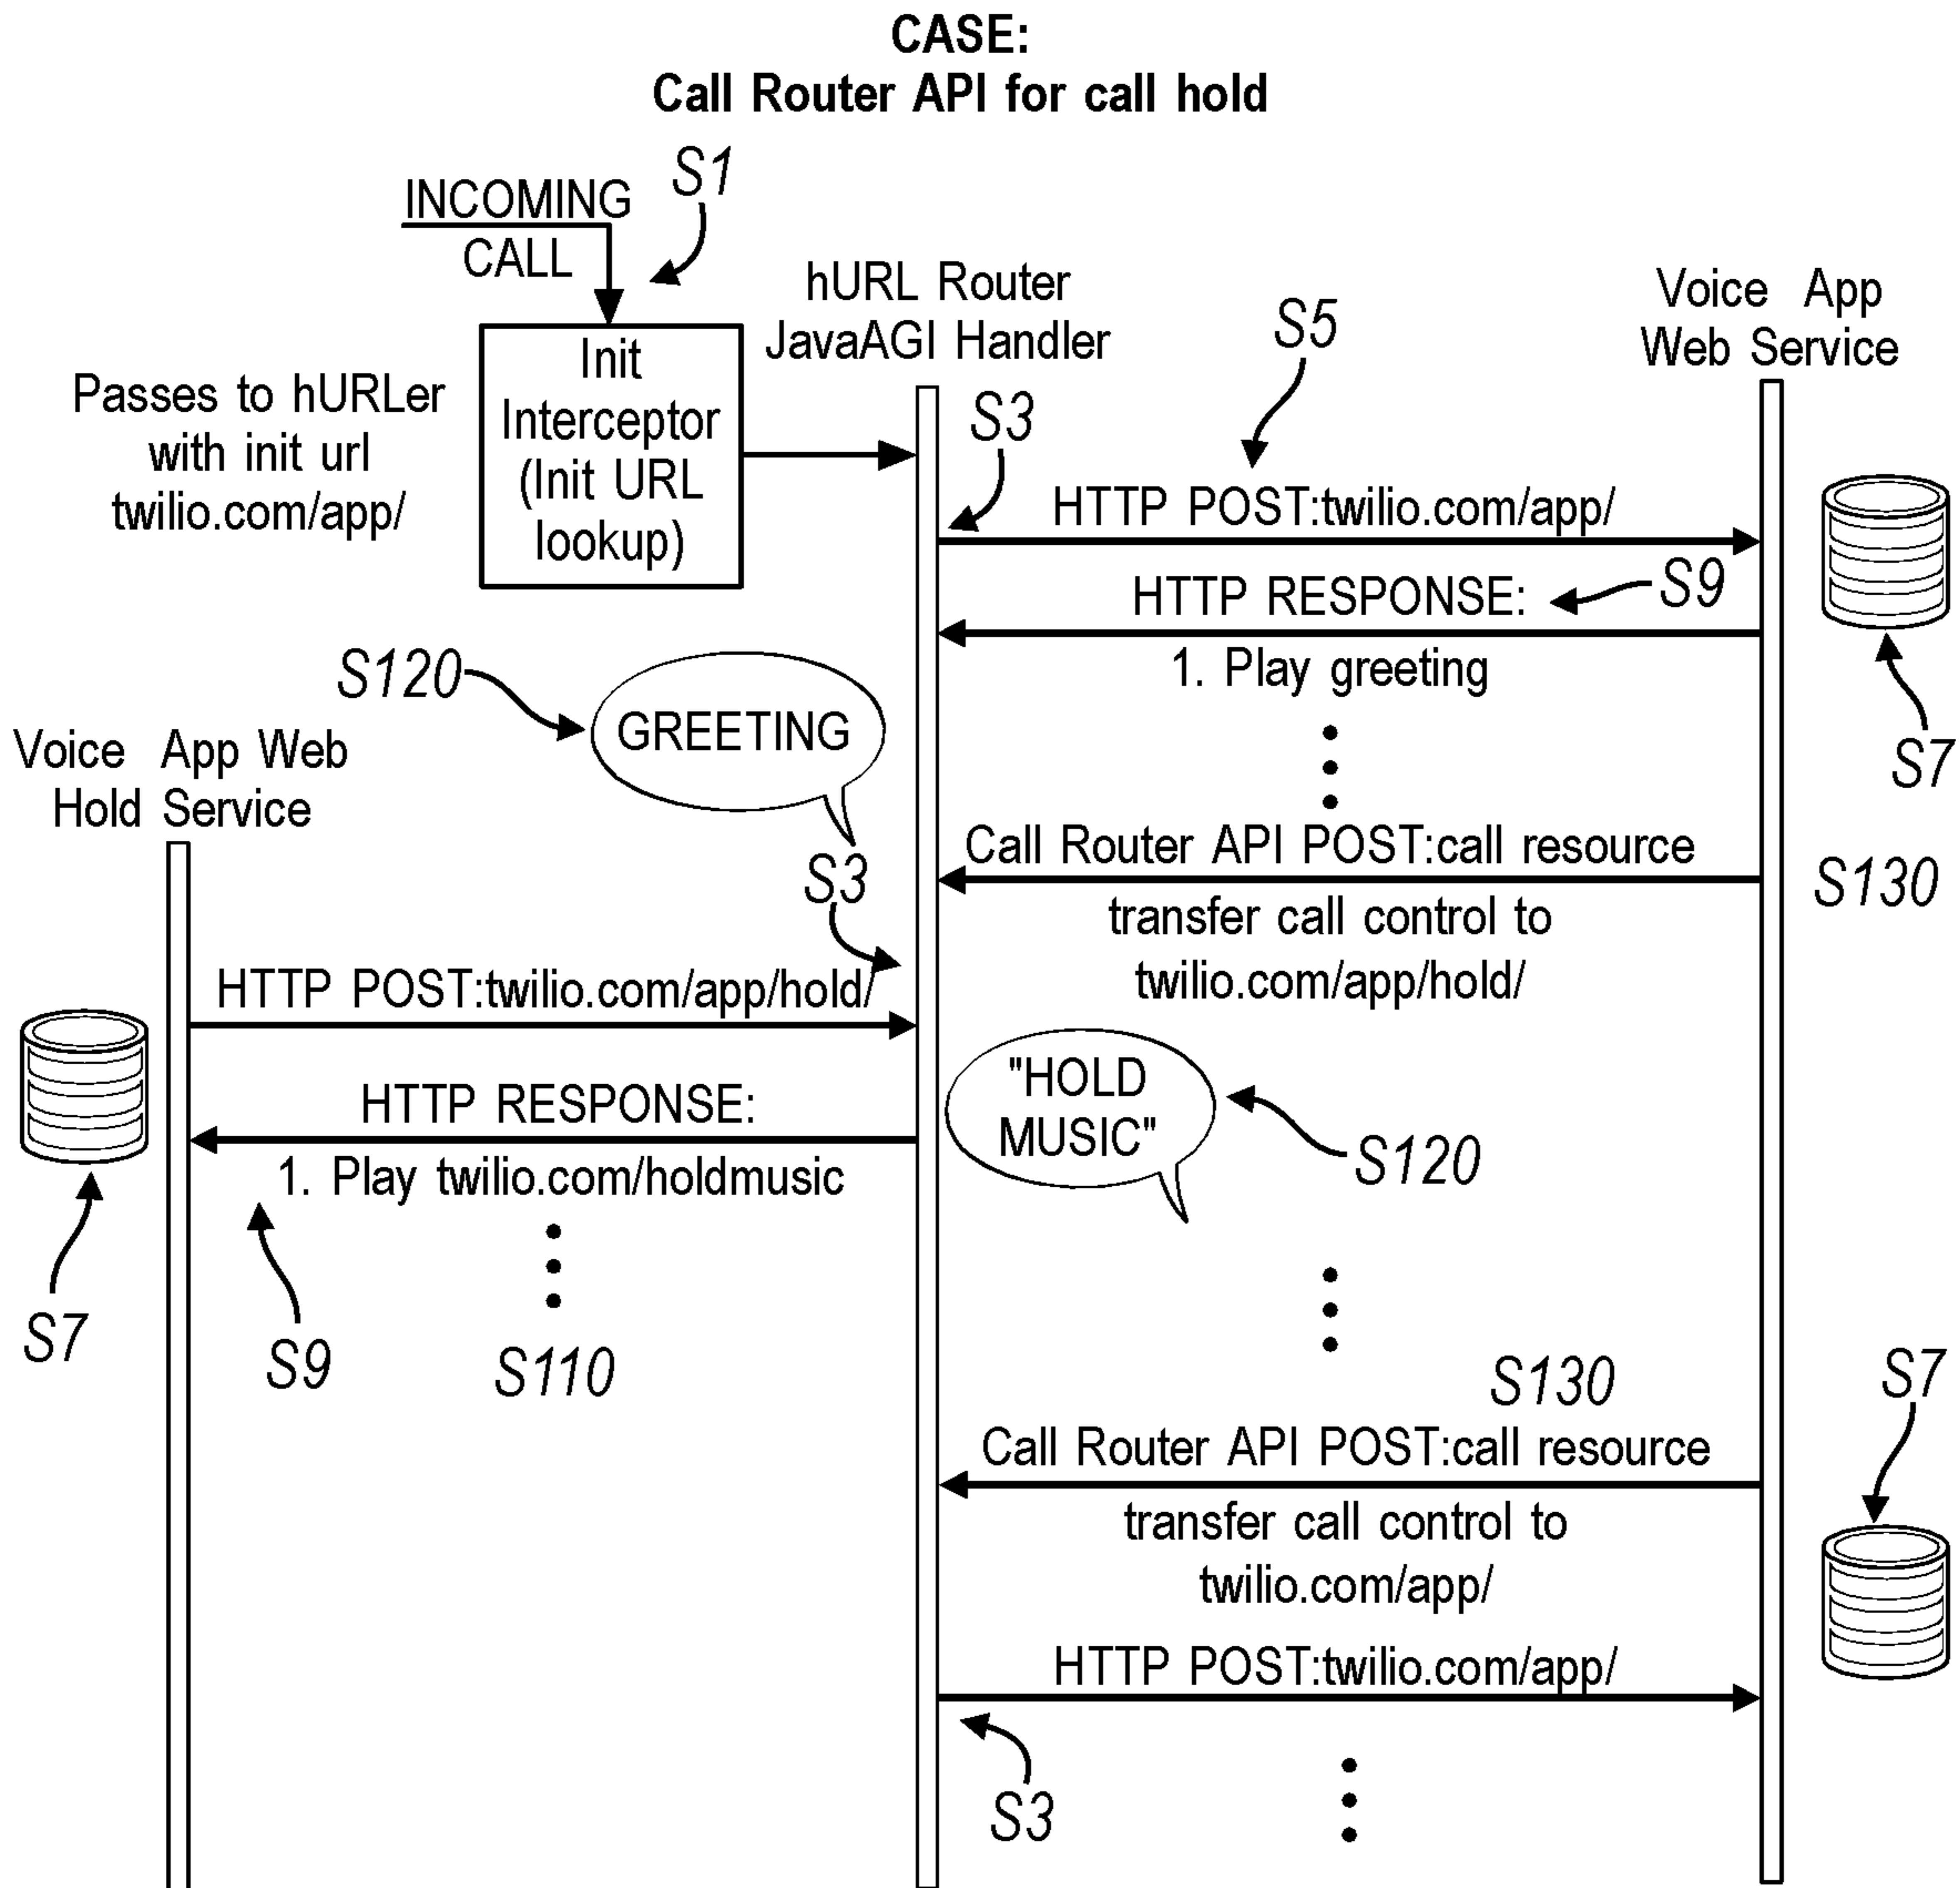 CASE:
Call Router API for call hold
S1
INCOMING
CALL
hURL Router
JavaAGI Handler
Voice App
Web Service
Init
Interceptor
(Init URL
lookup)
Passes to hURLer
with init url
twilio.com/app/
S5
S3
HTTP POST:twilio.com/app/
HTTP RESPONSE:
S9
1. Play greeting
S7
S120
GREETING
Voice App Web
Hold Service
Call Router API POST:call resource
S130
transfer call control to
twilio.com/app/hold/
S3
HTTP POST:twilio.com/app/hold/
HTTP RESPONSE:
1. Play twilio.com/holdmusic
"HOLD
MUSIC"
S120
S7
S9
S110
S130
S7
Call Router API POST:call resource
transfer call control to
twilio.com/app/
HTTP POST:twilio.com/app/
S3